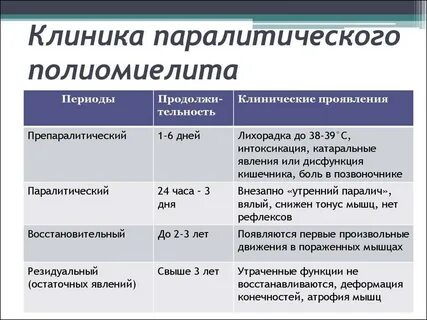 Клиника паралитического
полиомиелита
Периоды
Продолжи-
тельность
Клинические проявления
Препаралитический
1-6 дней
Лихорадка до 38-39°С,
интоксикация, катаральные
явления или дисфункция
кишечника, боль в позвоночнике
Паралитический
24 часа – 3
дня
Внезапно «утренний паралич»,
вялый, снижен тонус мышц, нет
рефлексов
Восстановительный
До 2-3 лет
Появляются первые произвольные
движения в пораженных мышцах
Резидуальный
(остаточных явлений)
Свыше 3 лет
Утраченные функции не
восстанавливаются, деформация
конечностей, атрофия мышц